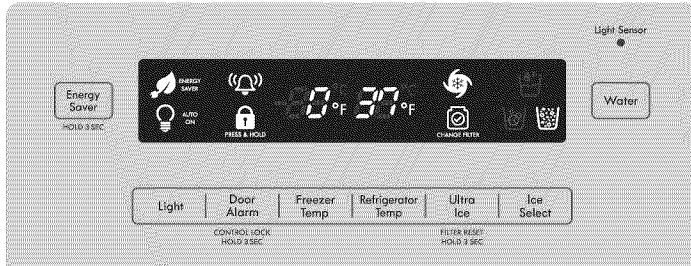 Light Sensor
Energy
Saver
HOLD 3 SEC
ENERGY
SAVER
AUTO
ON
PRESS & HOLD
0°F 37°F
CHANGE FILTER
Water
Light
Door
Alarm
Freezer
Temp
Refrigerator
Temp
Ultra
Ice
Ice
Select
CONTROL LOCK
HOLD 3 SEC
FILTER RESET
HOLD 3 SEC